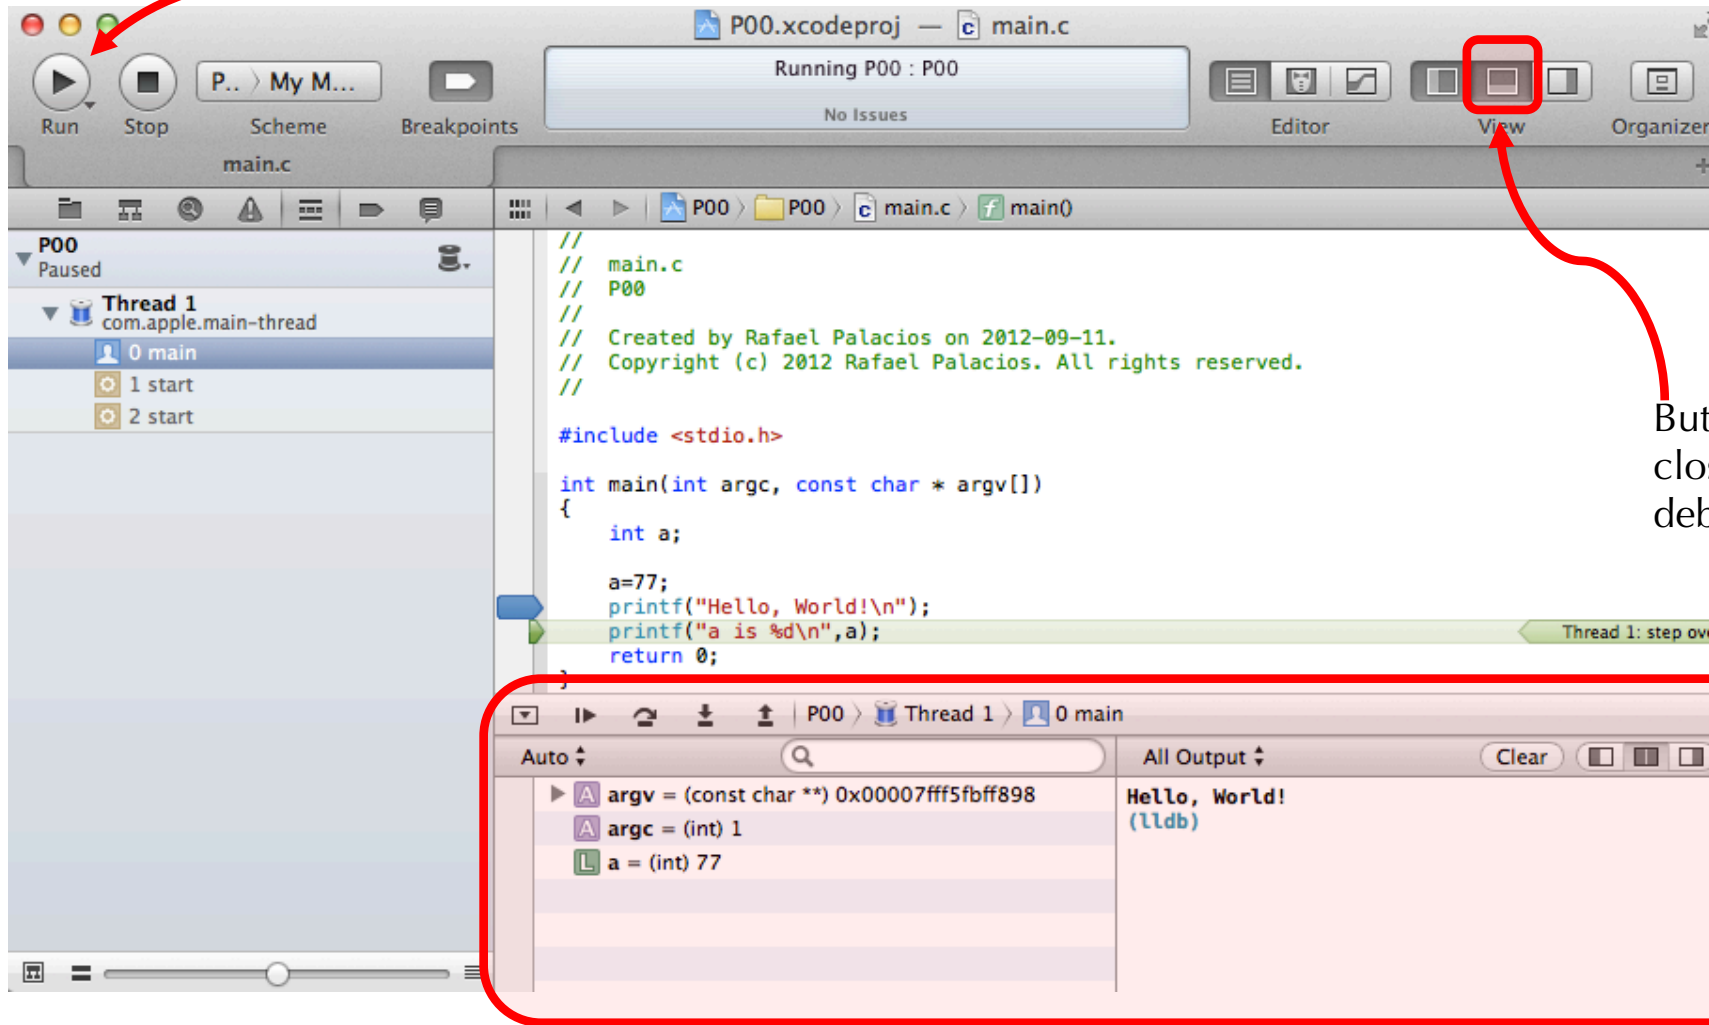 P00.xcodeproj — main.c
Running P00 : P00
No Issues
P.. My M...
Run Stop Scheme Breakpoints Editor View Organizer
main.c
P00 P00 main.c main()
P00
Paused
Thread 1
com.apple.main-thread
0 main
1 start
2 start
//
// main.c
// P00
//
// Created by Rafael Palacios on 2012-09-11.
// Copyright (c) 2012 Rafael Palacios. All rights reserved.
//
#include <stdio.h>
int main(int argc, const char * argv[])
{
int a;
a=77;
printf("Hello, World!\n");
printf("a is %d\n",a);
Thread 1: step
return 0;
}
P00 Thread 1 0 main
Auto
All Output Clear
argv = (const char **) 0x00007fff5fbff898
argc = (int) 1
a = (int) 77
Hello, World!
(lldb)